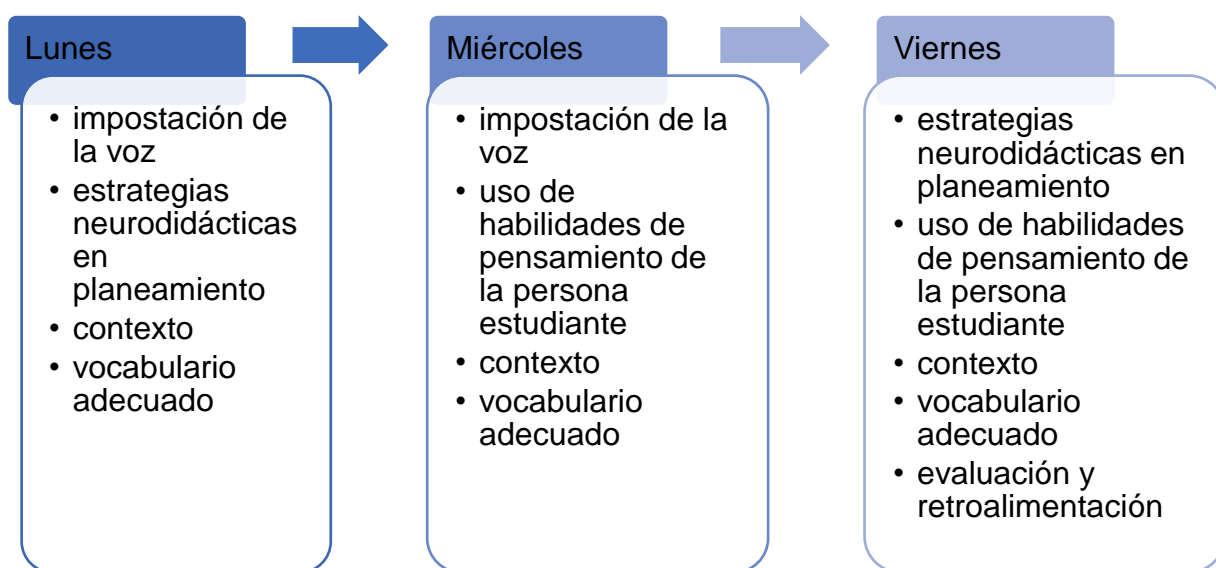 Lunes
• impostación de
la voz
• estrategias
neurodidácticas
en
planeamiento
• contexto
• vocabulario
adecuado
Miércoles
• impostación de la
voz
• uso de
habilidades de
pensamiento de
la persona
estudiante
• contexto
• vocabulario
adecuado
Viernes
• estrategias
neurodidácticas en
planeamiento
• uso de habilidades
de pensamiento de
la persona
estudiante
• contexto
• vocabulario
adecuado
• evaluación y
retroalimentación